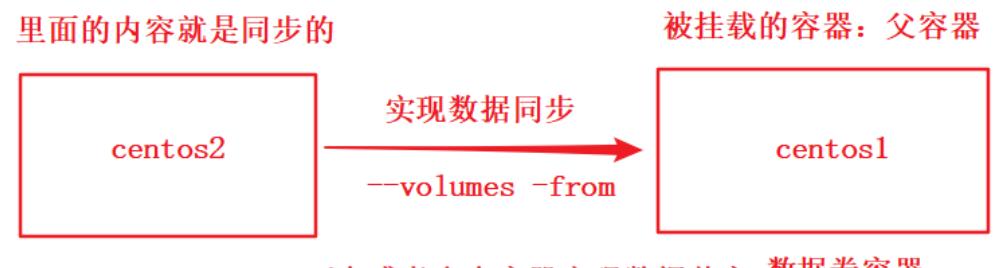 里面的内容就是同步的
被挂载的容器：父容器
实现数据同步
centos2
centos1
--volumes -from
数据卷容器